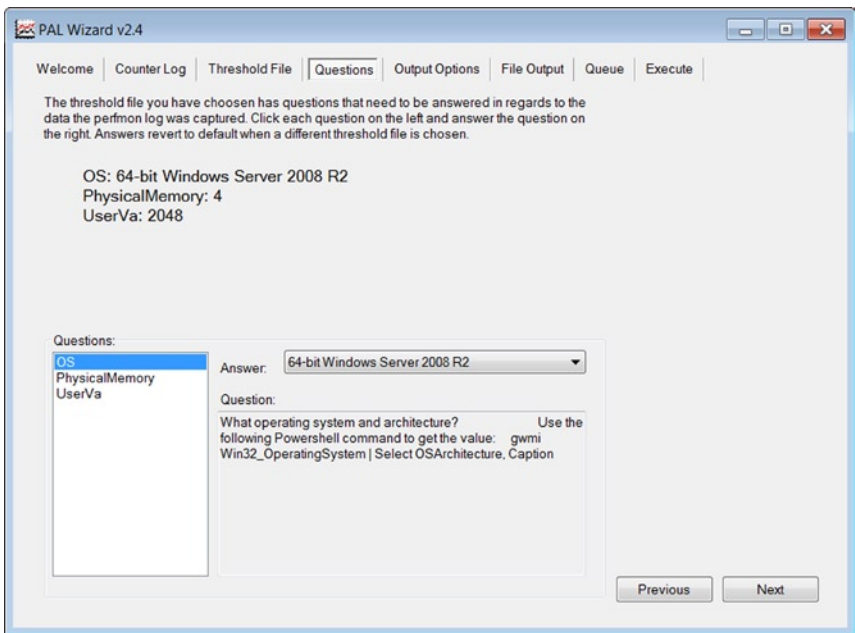 PAL Wizard v2.4
Welcome Counter Log Threshold File Questions Output Options File Output Queue Execute
The threshold file you have choosen has questions that need to be answered in regards to the
data the perfmon log was captured. Click each question on the left and answer the question on
the right. Answers revert to default when a different threshold file is chosen.
OS: 64-bit Windows Server 2008 R2
PhysicalMemory: 4
UserVa: 2048
Questions:
OS
PhysicalMemory
UserVa
Answer: 64-bit Windows Server 2008 R2
Question:
What operating system and architecture? Use the
following Powershell command to get the value: gwmi
Win32_OperatingSystem | Select OSArchitecture, Caption
Previous Next